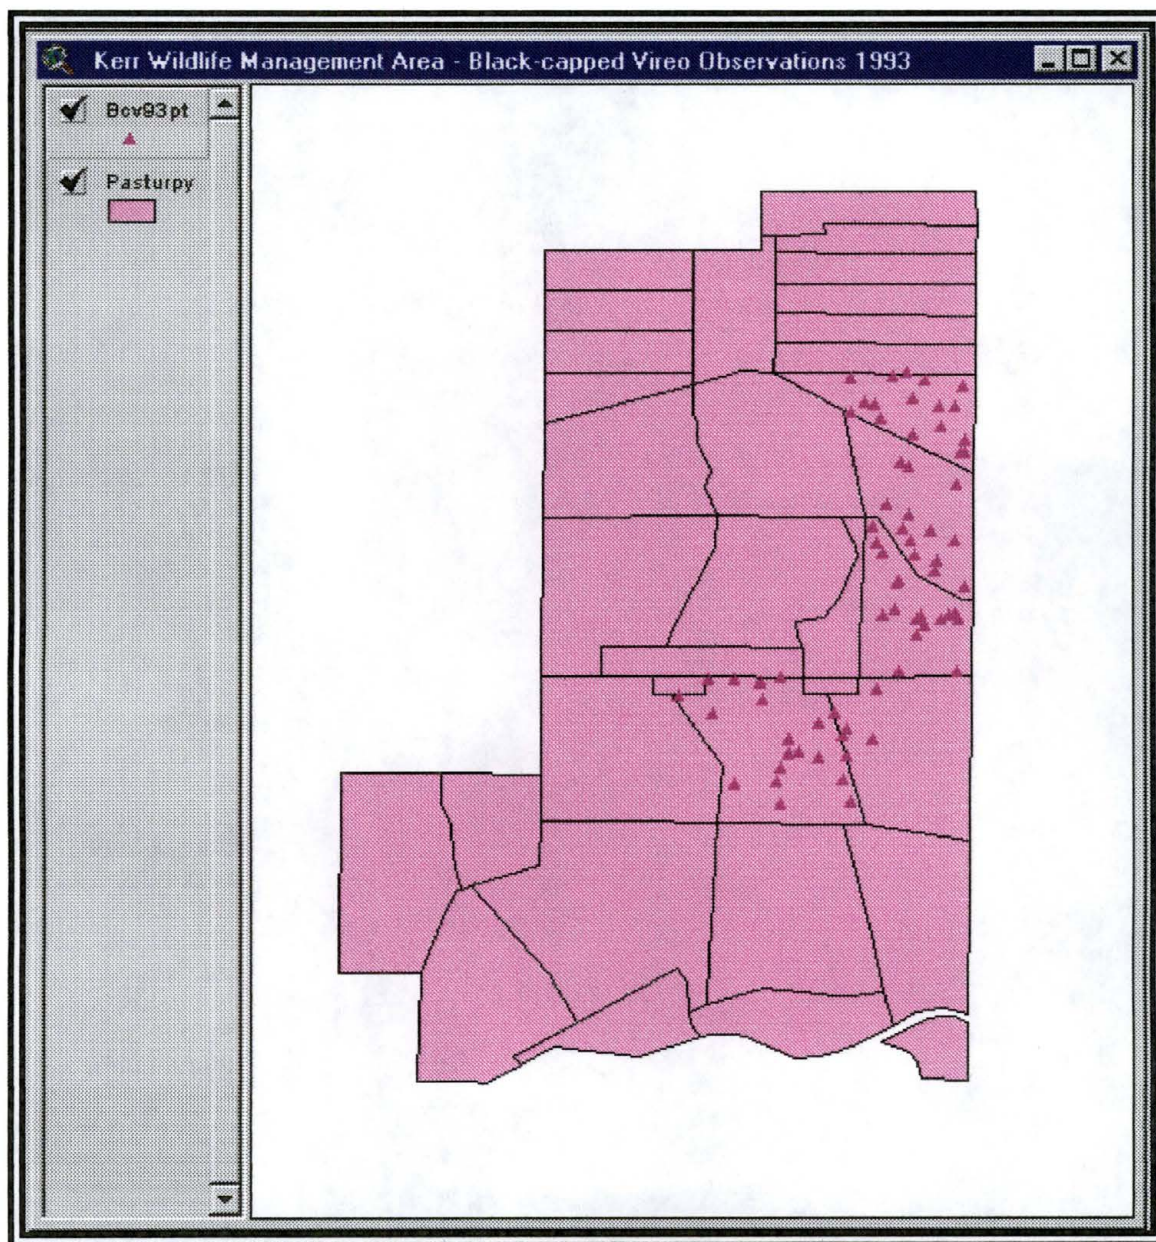 Kerr Wildlife Management Area - Black-capped Vireo Observations 1993
Bcv93pt
Pasturpy